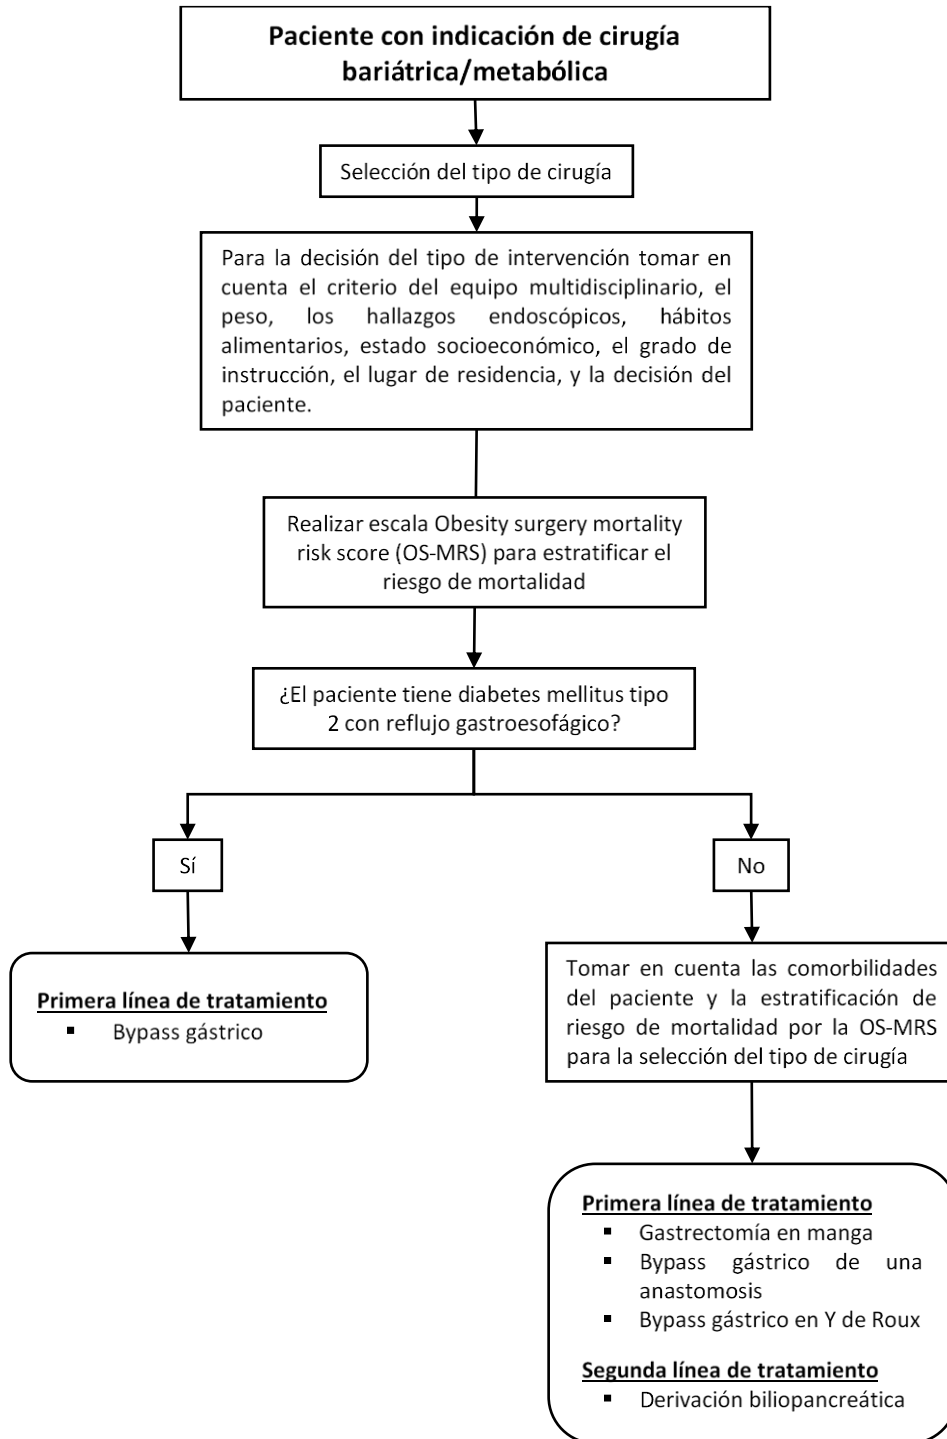 Paciente con indicación de cirugía
bariátrica/metabólica
Selección del tipo de cirugía
Para la decisión del tipo de intervención tomar en
cuenta el criterio del equipo multidisciplinario, el
peso, los hallazgos endoscópicos, hábitos
alimentarios, estado socioeconómico, el grado de
instrucción, el lugar de residencia, y la decisión del
paciente.
Realizar escala Obesity surgery mortality
risk score (OS-MRS) para estratificar el
riesgo de mortalidad
¿El paciente tiene diabetes mellitus tipo
2 con reflujo gastroesofágico?
Sí
No
Primera línea de tratamiento
▪ Bypass gástrico
Tomar en cuenta las comorbilidades
del paciente y la estratificación de
riesgo de mortalidad por la OS-MRS
para la selección del tipo de cirugía
Primera línea de tratamiento
▪ Gastrectomía en manga
▪ Bypass gástrico de una
anastomosis
▪ Bypass gástrico en Y de Roux
Segunda línea de tratamiento
▪ Derivación biliopancreática